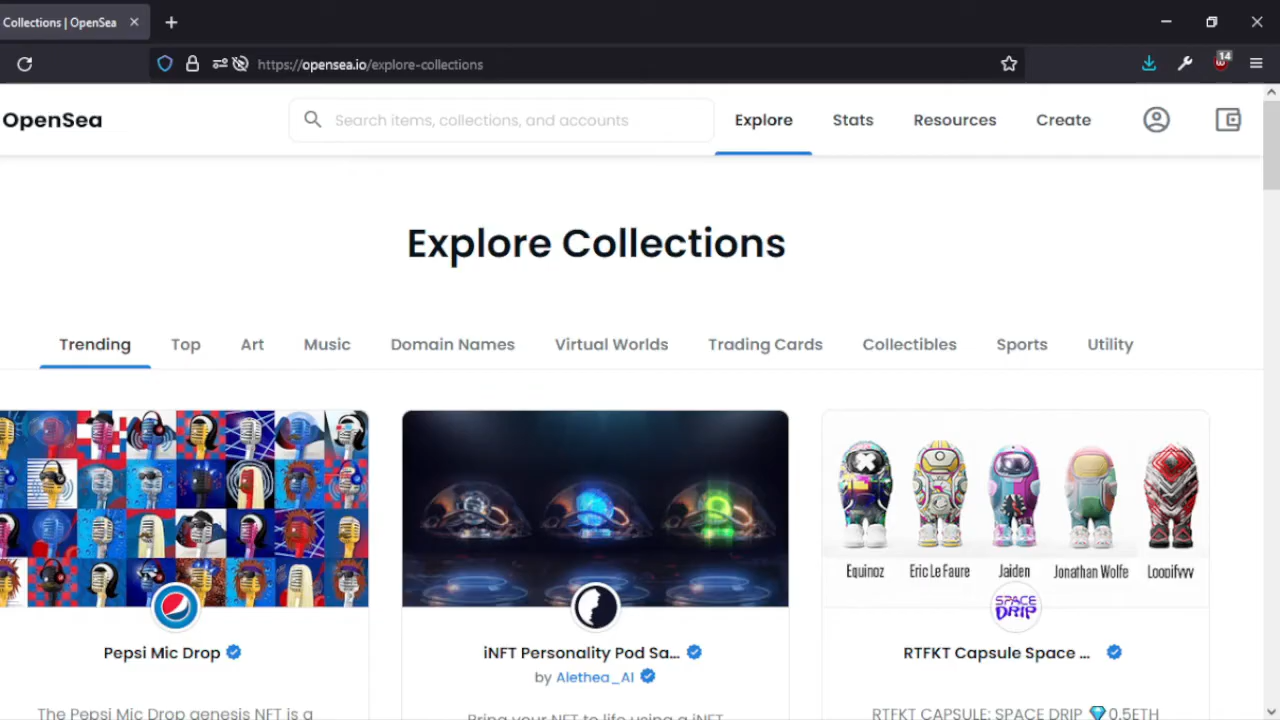 Collections | OpenSea
https://opensea.io/explore-collections
14
OpenSea
Search items, collections, and accounts
Explore
Stats
Resources
Create
Explore Collections
Trending
Top
Art
Music
Domain Names
Virtual Worlds
Trading Cards
Collectibles
Sports
Utility
Equinoz
Eric Le Faure
Jaiden
Jonathan Wolfe
SPACE
DRIP
Pepsi Mic Drop
iNFT Personality Pod Sa...
by Alethea_AI
RTFKT Capsule Space ...
The Pepsi Mic Drop genesis NFT is a
Bring your NFT to life using a iNFT
RTFKT CAPSULE: SPACE DRIP 💎0.5ETH